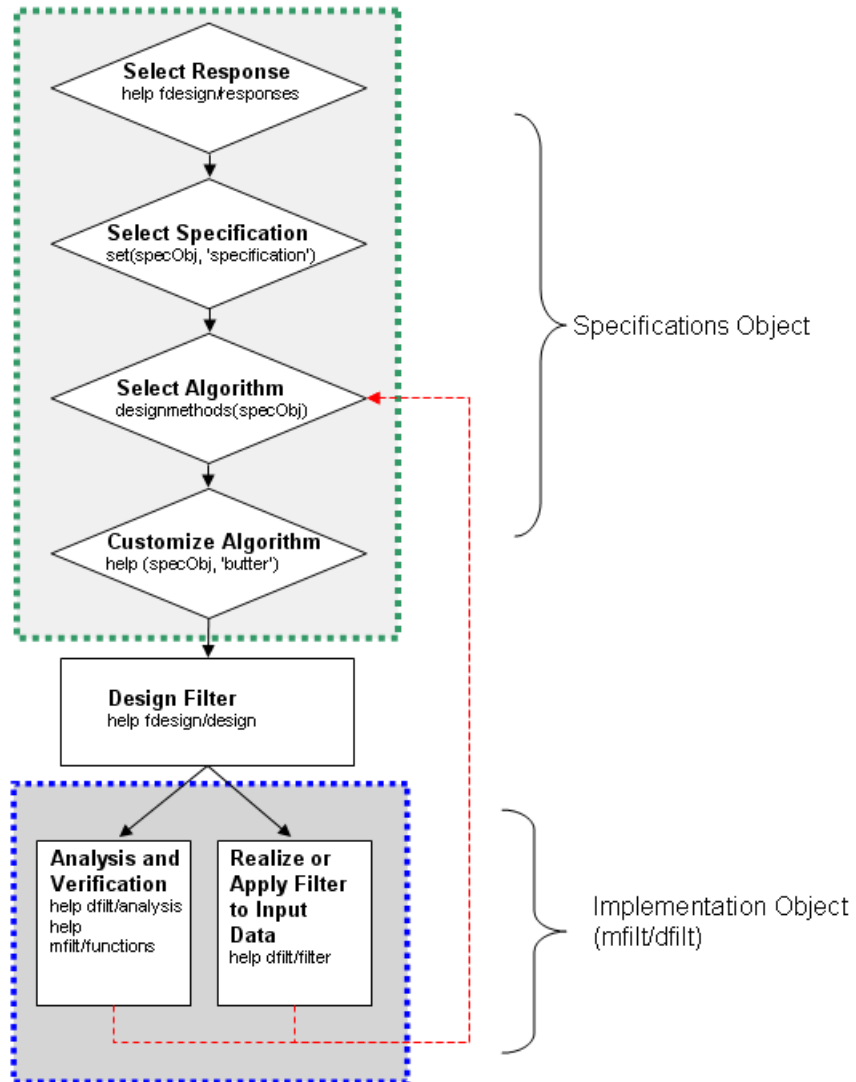 Select Response
help fdesign/responses
Select Specification
set(specObj, 'specification')
Select Algorithm
designmethods(specObj)
Customize Algorithm
help (specObj, 'butter')
Specifications Object
Design Filter
help fdesign/design
Analysis and
Verification
help dfilt/analysis
help
mfilt/functions
Realize or
Apply Filter
to Input
Data
help dfilt/filter
Implementation Object
(mfilt/dfilt)